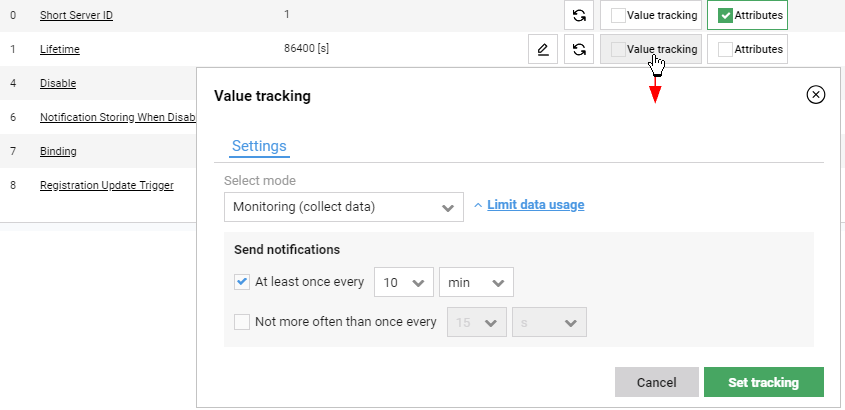 0 Short Server ID 1 Value tracking Attributes
1 Lifetime 86400 [s] Value tracking Attributes
4 Disable
6 Notification Storing When Disab
7 Binding
8 Registration Update Trigger
Value tracking
Settings
Select mode
Monitoring (collect data) Limit data usage
Send notifications
At least once every 10 min
Not more often than once every 15 s
Cancel Set tracking